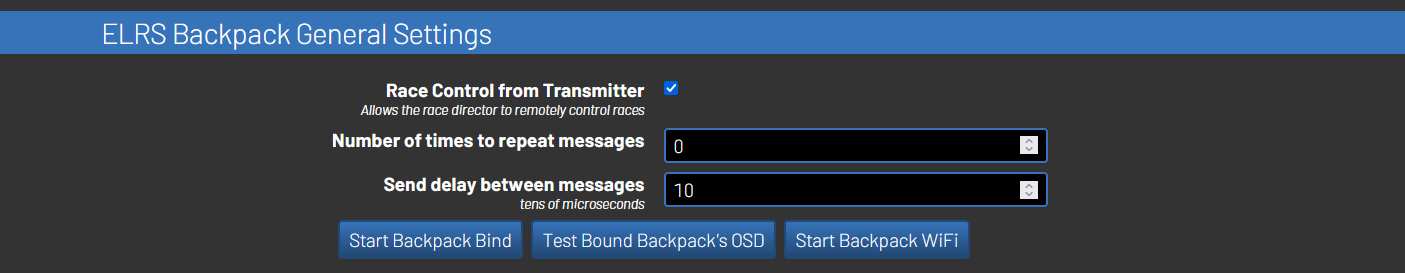 ELRS Backpack General Settings
Race Control from Transmitter
Allows the race director to remotely control races
Number of times to repeat messages
0
Send delay between messages
10
tens of microseconds
Start Backpack Bind
Test Bound Backpack's OSD
Start Backpack WiFi